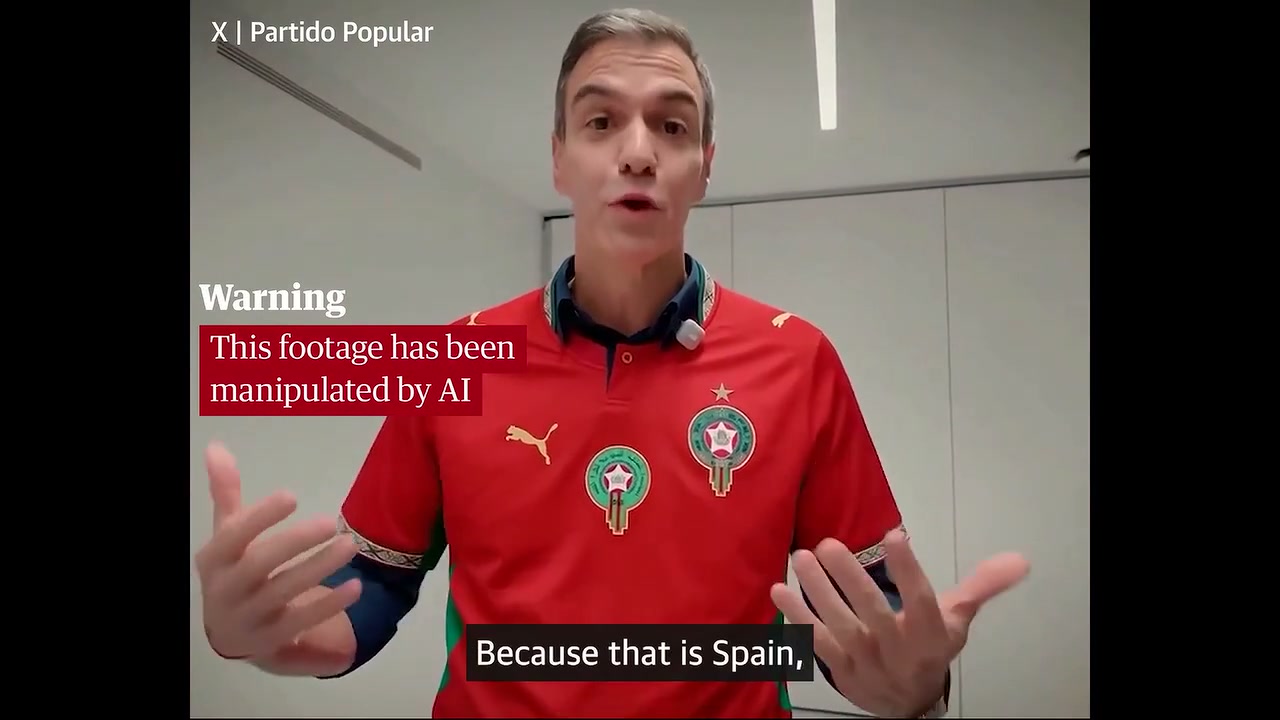 X | Partido Popular
Warning
This footage has been
manipulated by AI
Because that is Spain,